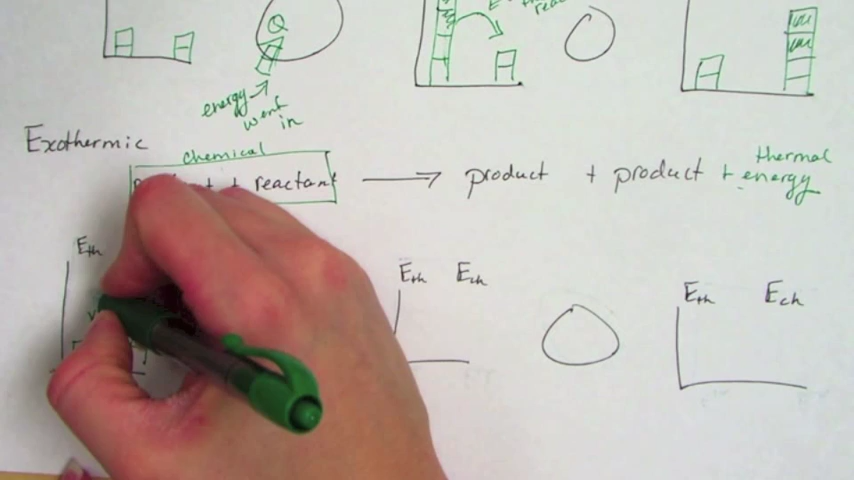 Q
energy
went
in
Exothermic
chemical
+ reactant → product + product + thermal
energy
Eth
Eth Ech
Eth Ech